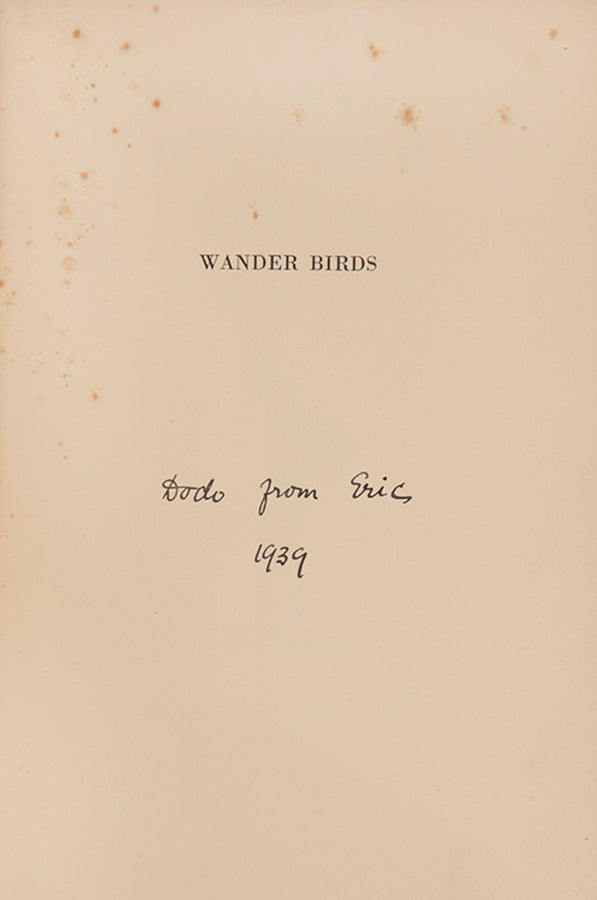 WANDER BIRDS
Dodo from Eric
1939